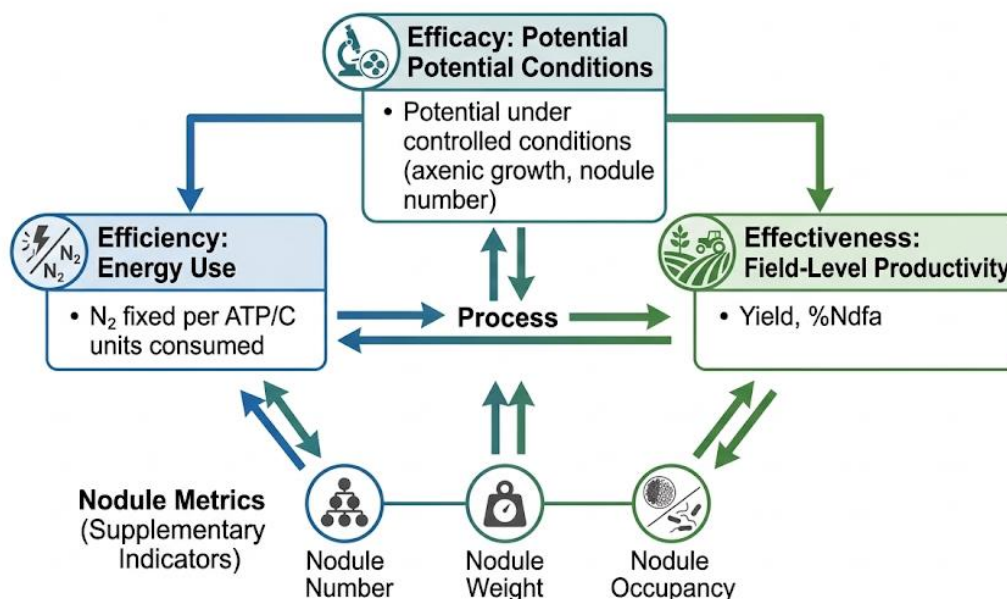 Efficacy: Potential
Potential Conditions
• Potential under
controlled conditions
(axenic growth, nodule
number)
N₂
N₂
Efficiency:
Energy Use
• N₂ fixed per ATP/C
units consumed
Process
Effectiveness:
Field-Level Productivity
• Yield, %Ndfa
Nodule Metrics
(Supplementary
Indicators)
Nodule
Number
Nodule
Weight
Nodule
Occupancy